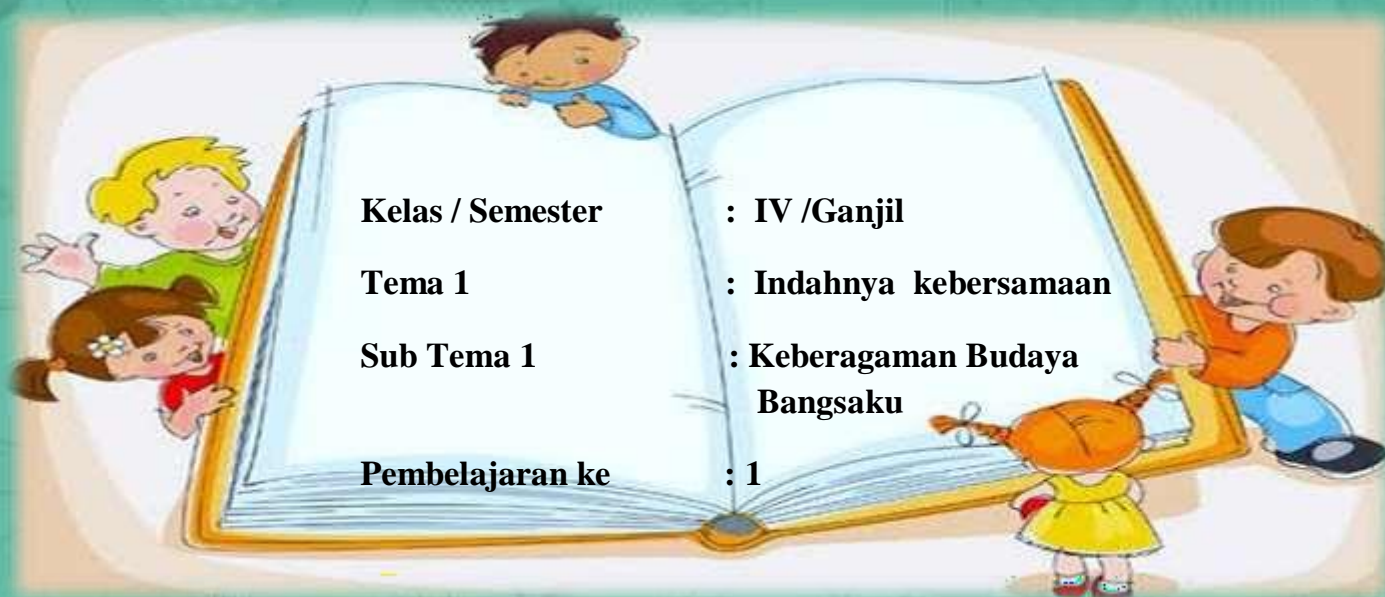 Kelas / Semester : IV /Ganjil
Tema 1 : Indahnya kebersamaan
Sub Tema 1 : Keberagaman Budaya
Bangsaku
Pembelajaran ke : 1